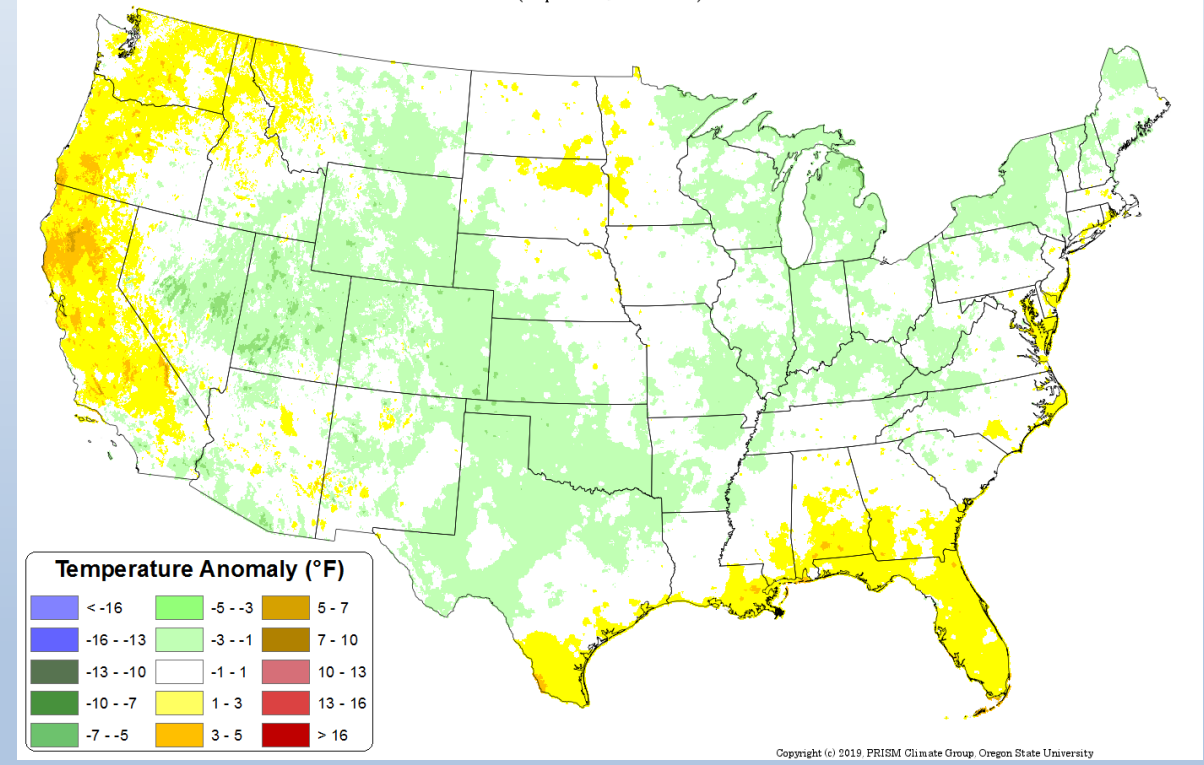 Temperature Anomaly (°F)
< -16
-16 - -13
-13 - -10
-10 - -7
-7 - -5
-5 - -3
-3 - -1
-1 - 1
1 - 3
3 - 5
5 - 7
7 - 10
10 - 13
13 - 16
> 16
Copyright (c) 2019, PRISM Climate Group, Oregon State University